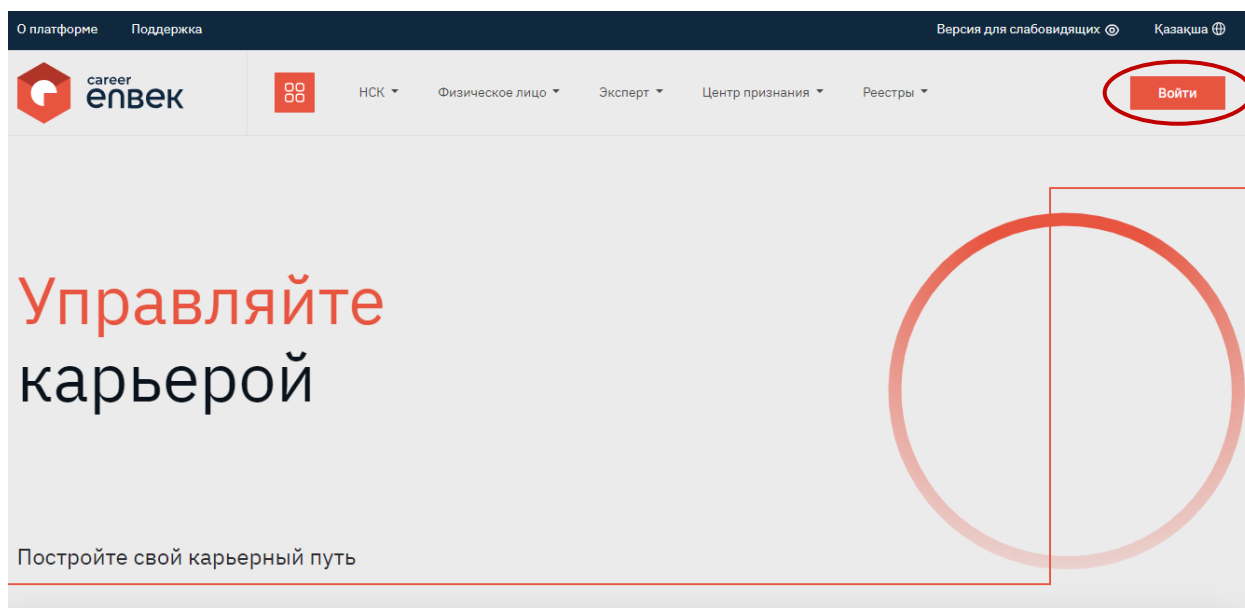 О платформе Поддержка Версия для слабовидящих Қазақша
career
еңbek
НСК Физическое лицо Эксперт Центр признания Реестры Войти
Управляйте
карьерой
Постройте свой карьерный путь